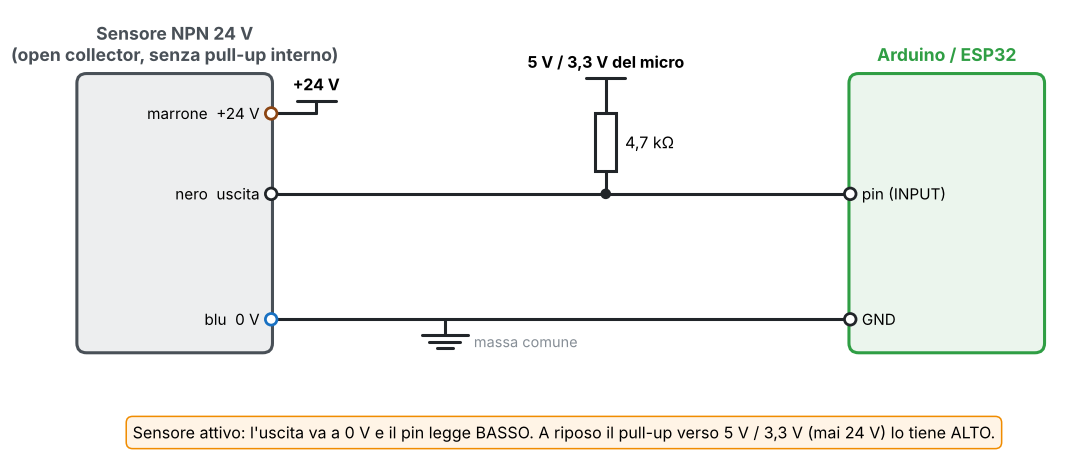 Sensore NPN 24 V
(open collector, senza pull-up interno)
+24 V
marrone +24 V
nero uscita
blu 0 V
5 V / 3,3 V del micro
4,7 kΩ
massa comune
Arduino / ESP32
pin (INPUT)
GND
Sensore attivo: l'uscita va a 0 V e il pin legge BASSO. A riposo il pull-up verso 5 V / 3,3 V (mai 24 V) lo tiene ALTO.